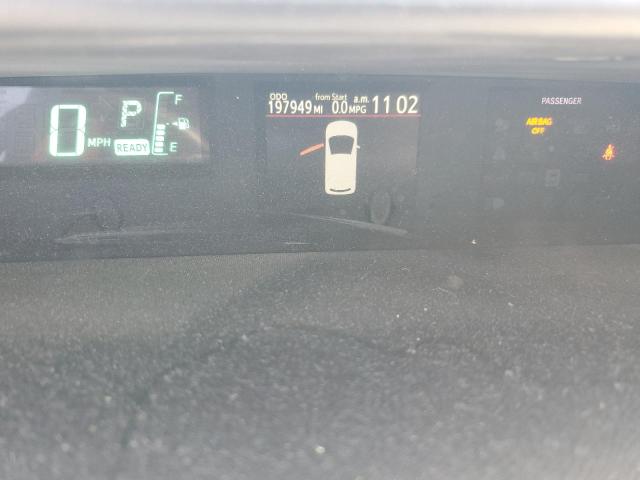 0 MPH
P
READY
F
E
ODO from Start a.m.
197949 MI 0.0 MPG 11 02
PASSENGER
AIRBAG
OFF